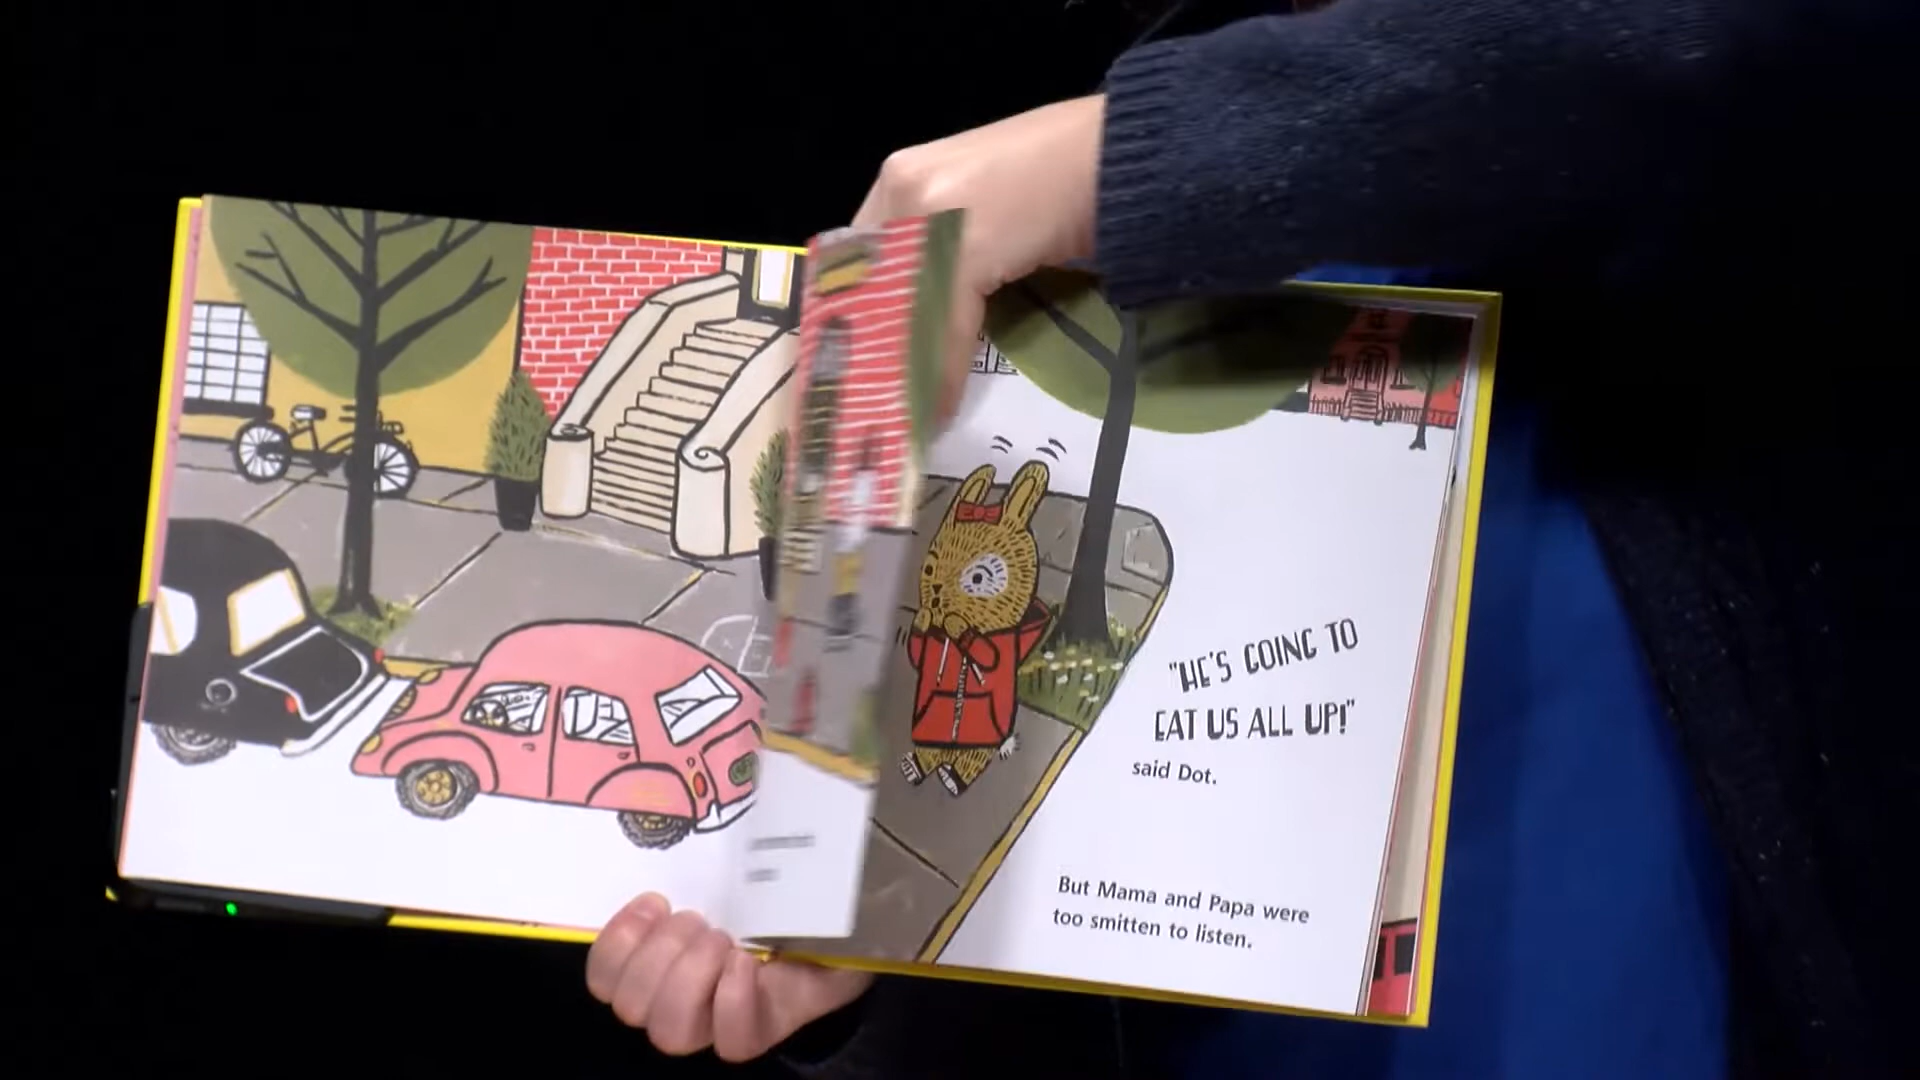 "HE'S GOING TO
EAT US ALL UP!"
said Dot.
But Mama and Papa were
too smitten to listen.